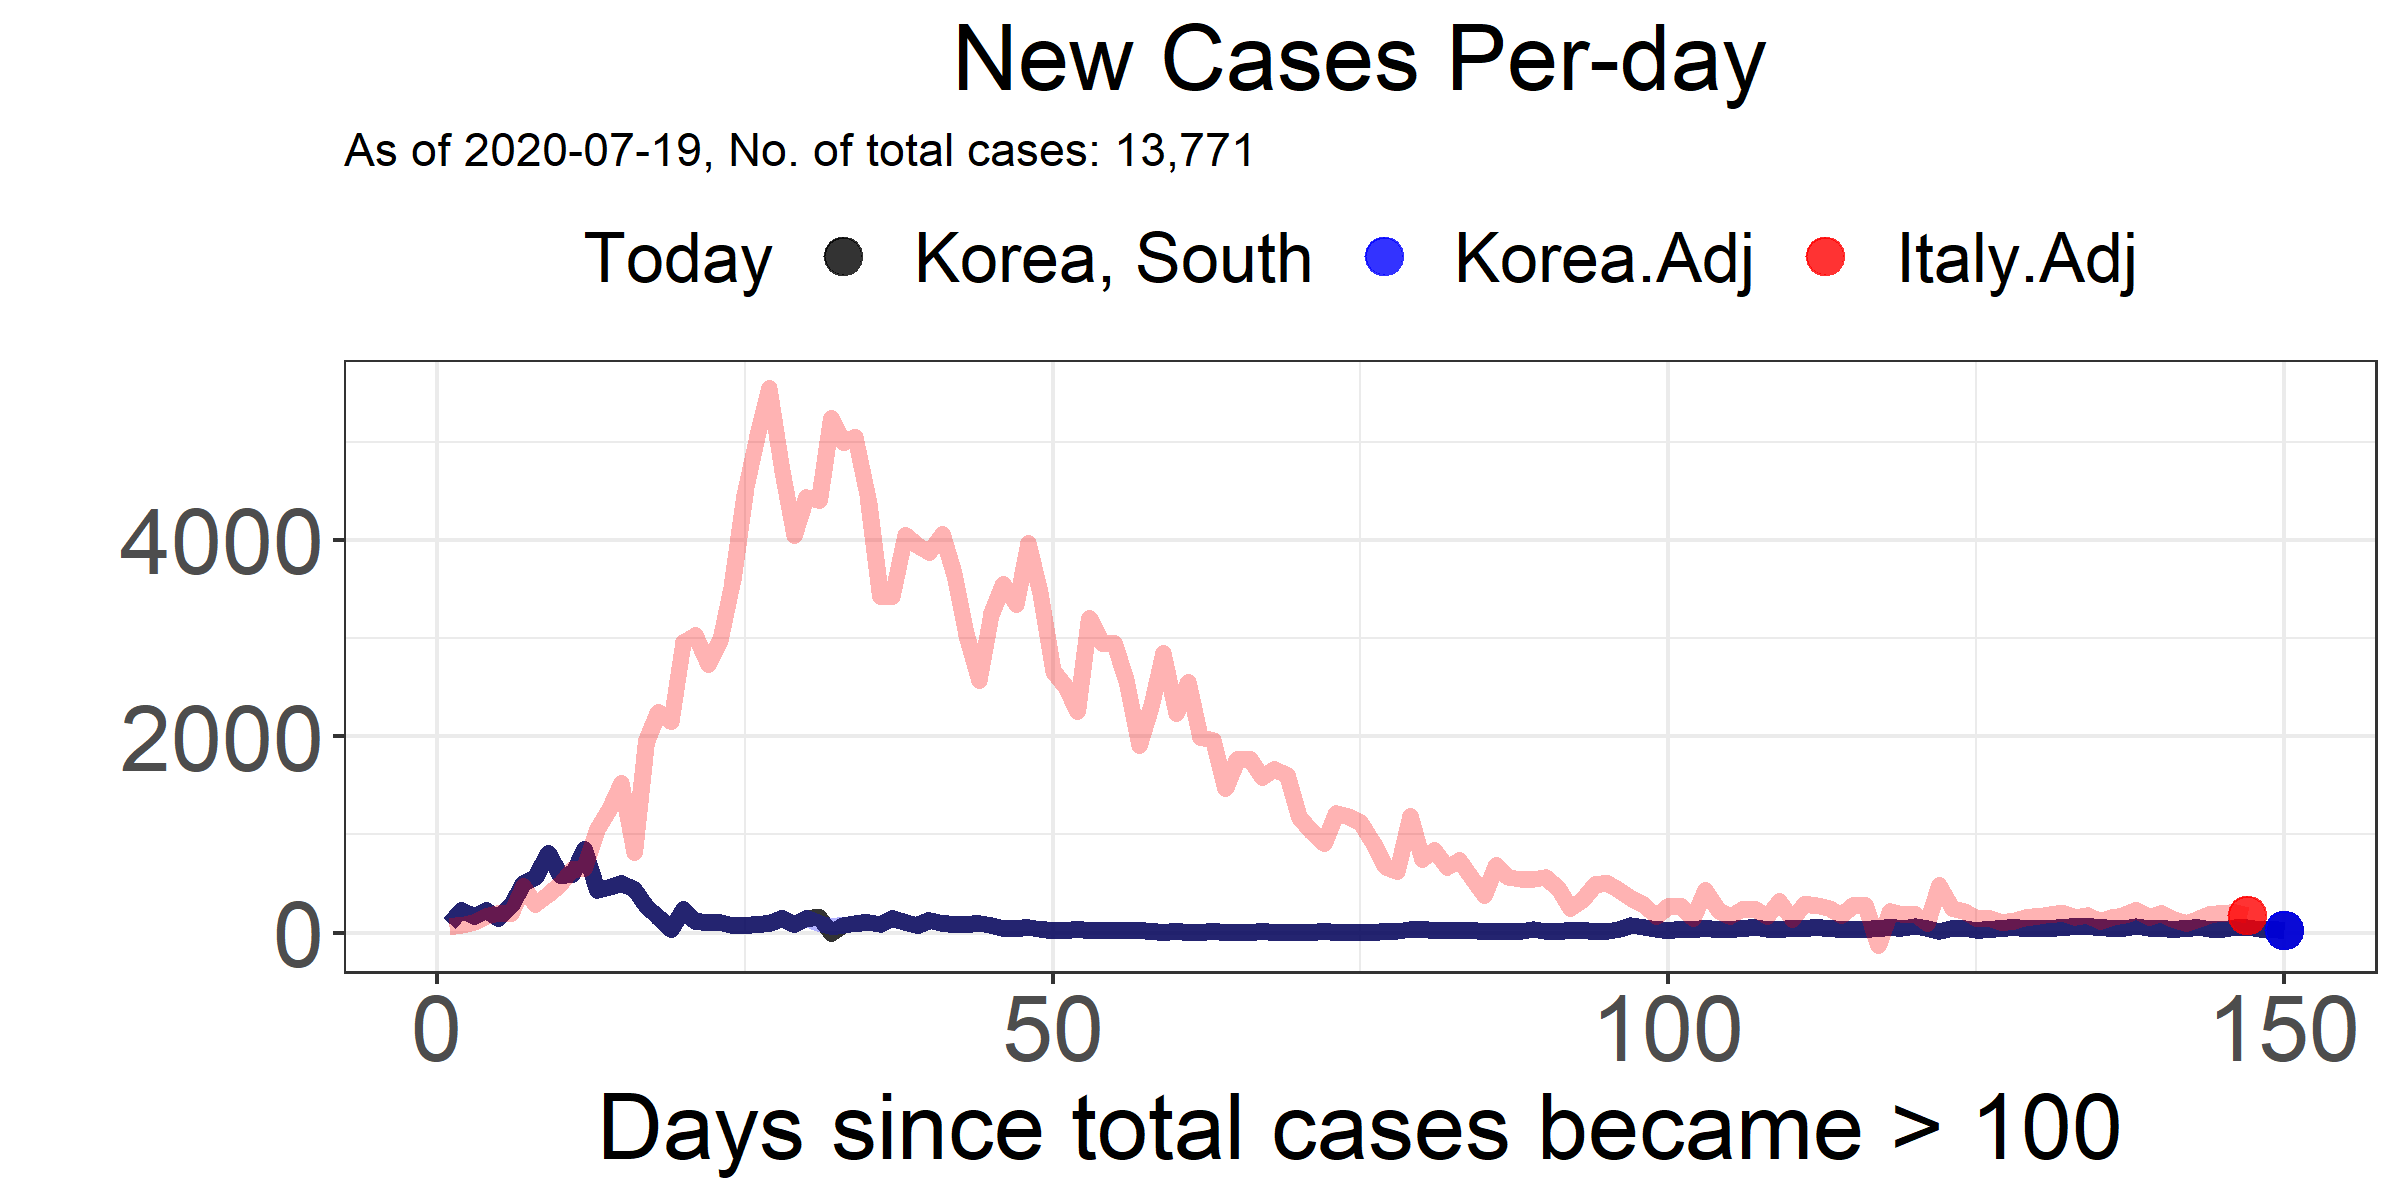 New Cases Per-day
As of 2020-07-19, No. of total cases: 13,771
Today Korea, South Korea.Adj Italy.Adj
4000
2000
0
0 50 100 150
Days since total cases became > 100